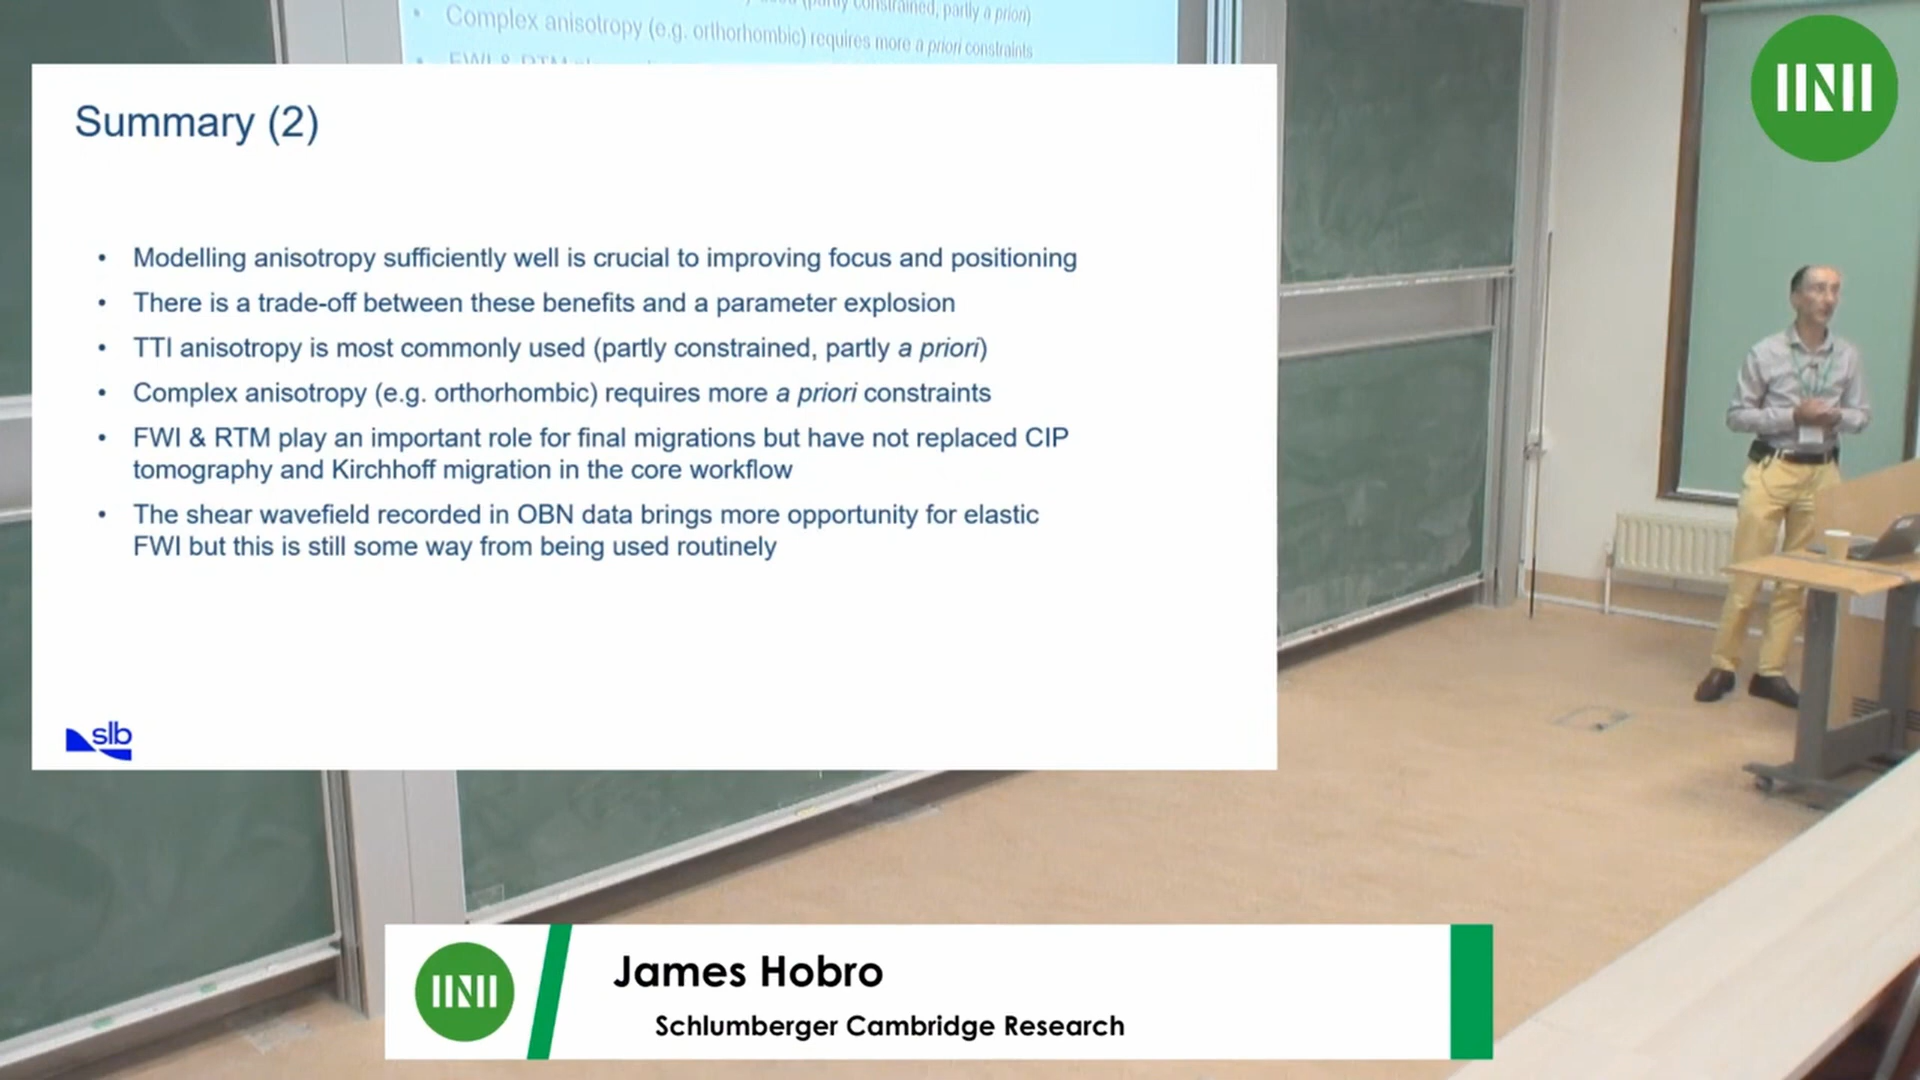 (partly constrained, partly a priori)
• Complex anisotropy (e.g. orthorhombic) requires more a priori constraints
• FWI & RTM
Summary (2)
• Modelling anisotropy sufficiently well is crucial to improving focus and positioning
• There is a trade-off between these benefits and a parameter explosion
• TTI anisotropy is most commonly used (partly constrained, partly a priori)
• Complex anisotropy (e.g. orthorhombic) requires more a priori constraints
• FWI & RTM play an important role for final migrations but have not replaced CIP
tomography and Kirchhoff migration in the core workflow
• The shear wavefield recorded in OBN data brings more opportunity for elastic
FWI but this is still some way from being used routinely
slb
James Hobro
Schlumberger Cambridge Research